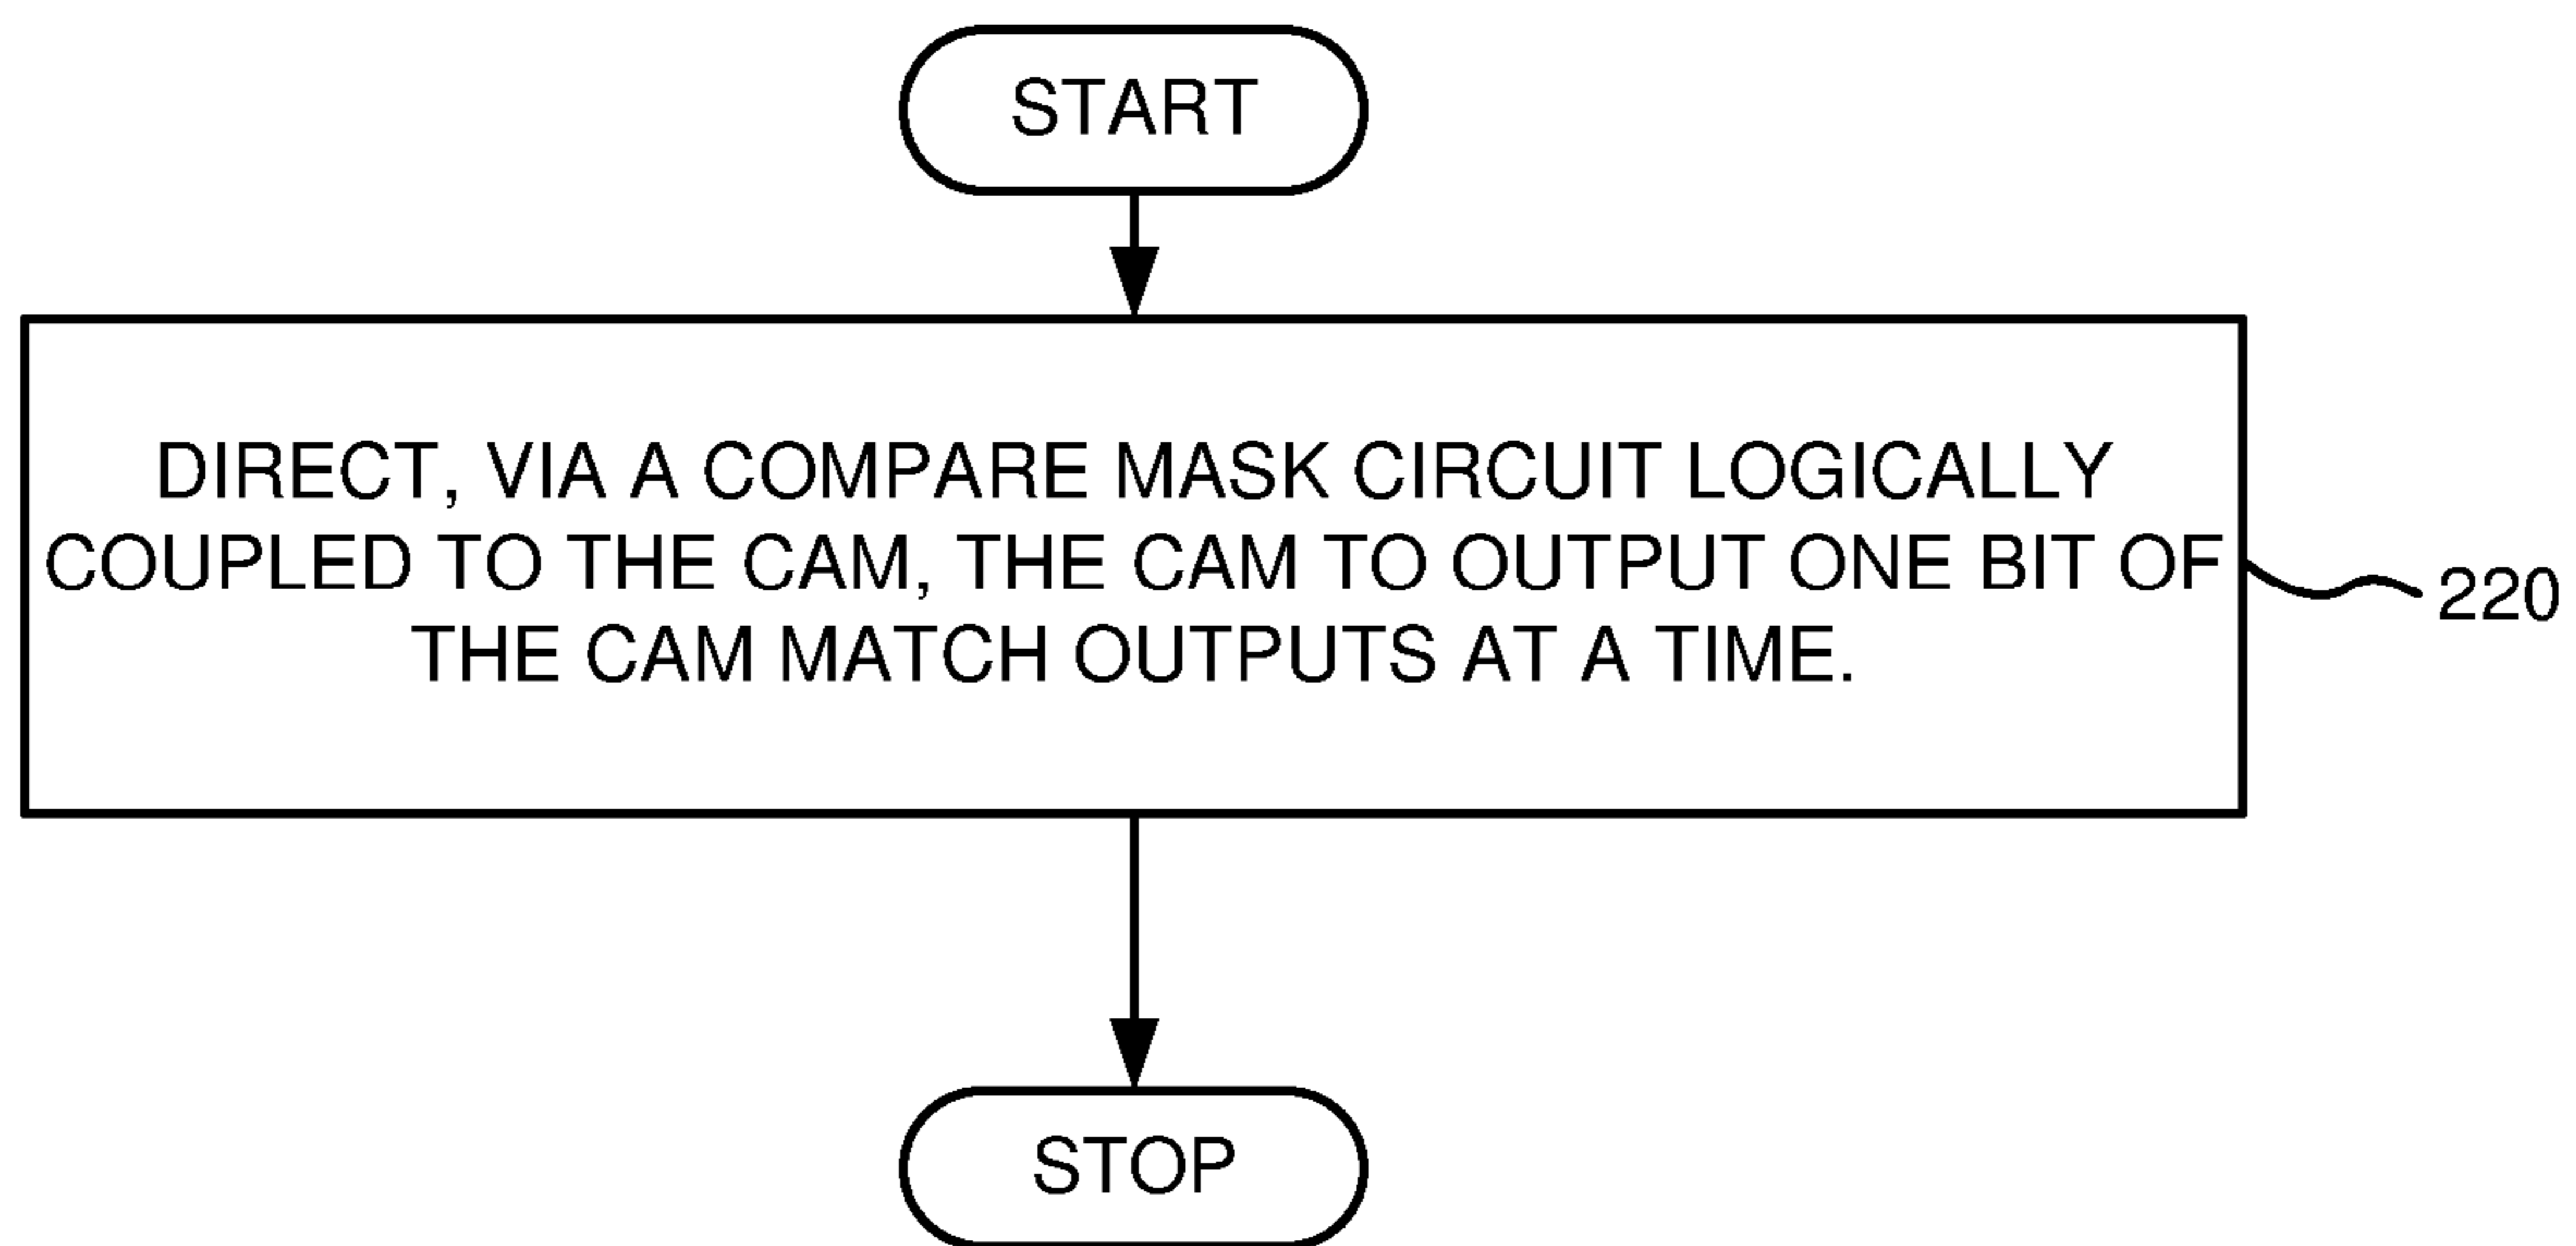 START
DIRECT, VIA A COMPARE MASK CIRCUIT LOGICALLY
COUPLED TO THE CAM, THE CAM TO OUTPUT ONE BIT OF
THE CAM MATCH OUTPUTS AT A TIME.
220
STOP